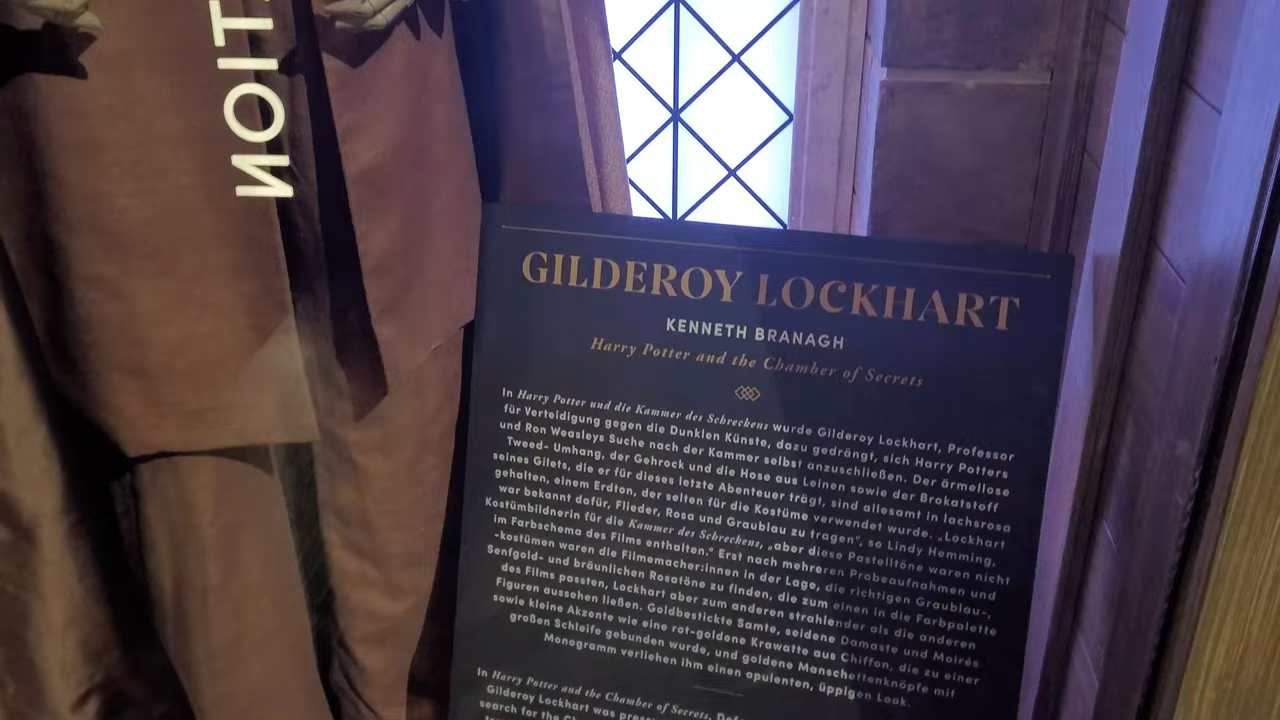 TION
GILDEROY LOCKHART
KENNETH BRANAGH
Harry Potter and the Chamber of Secrets
In Harry Potter und die Kammer des Schreckens wurde Gilderoy Lockhart, Professor
für Verteidigung gegen die Dunklen Künste, dazu gedrängt, sich Harry Potters
und Ron Weasleys Suche nach der Kammer selbst anzuschließen. Der ärmellose
Tweed- Umhang, der Gehrock und die Hose aus Leinen sowie der Brokatstoff
seines Gilets, die er für dieses letzte Abenteuer trägt, sind allesamt in lachsrosa
gehalten, einem Erdton, der selten für die Kostüme verwendet wurde. „Lockhart
war bekannt dafür, Flieder, Rosa und Graublau zu tragen“, so Lindy Hemming,
Kostümbildnerin für die Kammer des Schreckens, „aber diese Pastelltöne waren nicht
im Farbschema des Films enthalten.“ Erst nach mehreren Probeaufnahmen und
-kostümen waren die Filmemacher:innen in der Lage, die richtigen Graublau-,
Senfgold- und bräunlichen Rosatöne zu finden, die zum einen in die Farbpalette
des Films passten, Lockhart aber zum anderen strahlender als die anderen
Figuren aussehen ließen. Goldbestickte Samte, seidene Damaste und Moirés
sowie kleine Akzente wie eine rot-goldene Krawatte aus Chiffon, die zu einer
großen Schleife gebunden wurde, und goldene Manschettenknöpfe mit
Monogramm verliehen ihm einen opulenten, üppigen Look.
In Harry Potter and the Chamber of Secrets,
Gilderoy Lockhart was
search for the